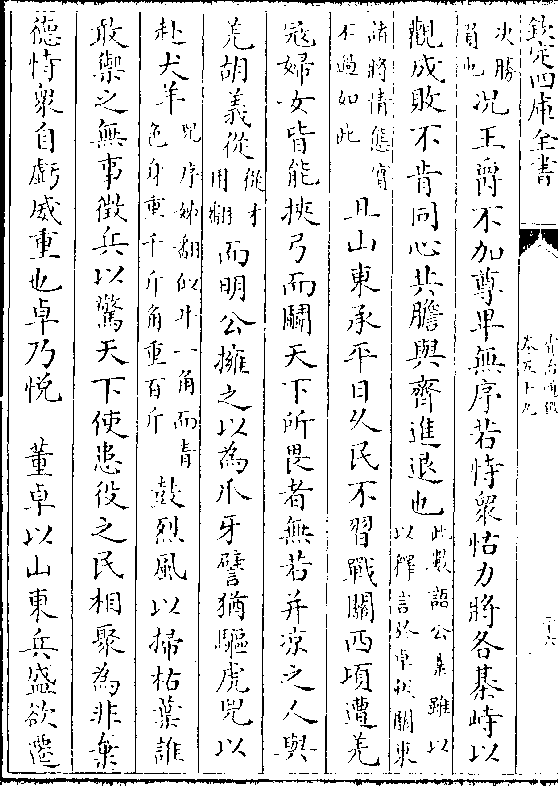 欽定四庫全書
資治通鑑
卷五十九
二十六
決勝
負也況王爵不加尊卑無序若恃衆怙力將各棊峙以
觀成敗不肯同心共膽與齊進退也此數語公業雖以
以釋言於卓然關東
諸將情態實
不過如此且山東承平日久民不習戰關西頃遭羌
寇婦女皆能挾弓而鬭天下所畏者無若并涼之人與
羌胡義從從才
用翻而明公擁之以為爪牙譬猶驅虎兕以
赴犬羊兕序姊翻似牛一角而青
色身重千斤角重百斤鼓烈風以掃枯葉誰
敢禦之無事徵兵以驚天下使患役之民相聚為非棄
德恃衆自虧威重也卓乃悦　董卓以山東兵盛欲遷